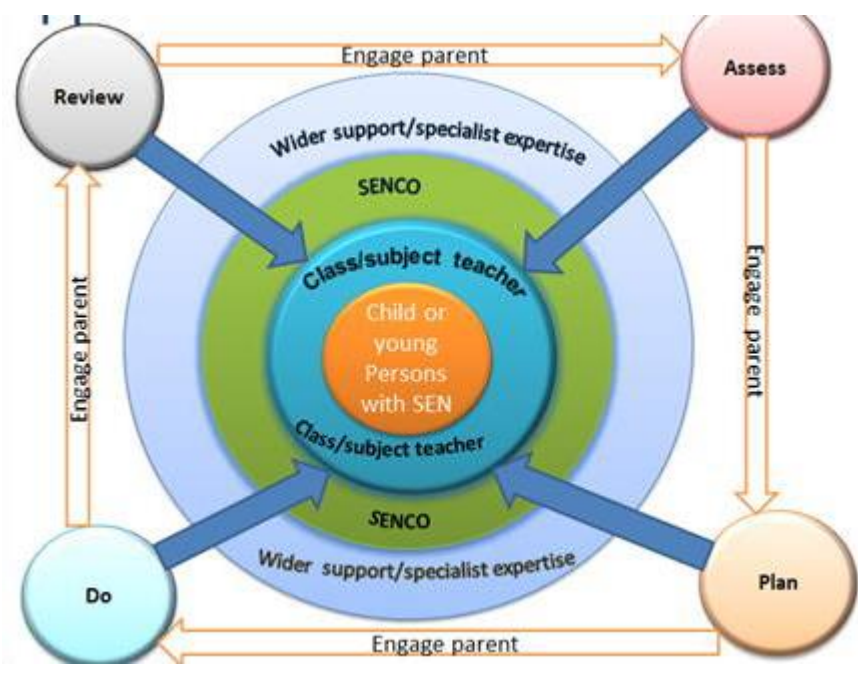 Engage parent
Review
Assess
Wider support/specialist expertise
SENCO
Class/subject teacher
Child or
young
Persons
with SEN
Engage parent
Engage parent
Class/subject teacher
SENCO
Wider support/specialist expertise
Do
Plan
Engage parent